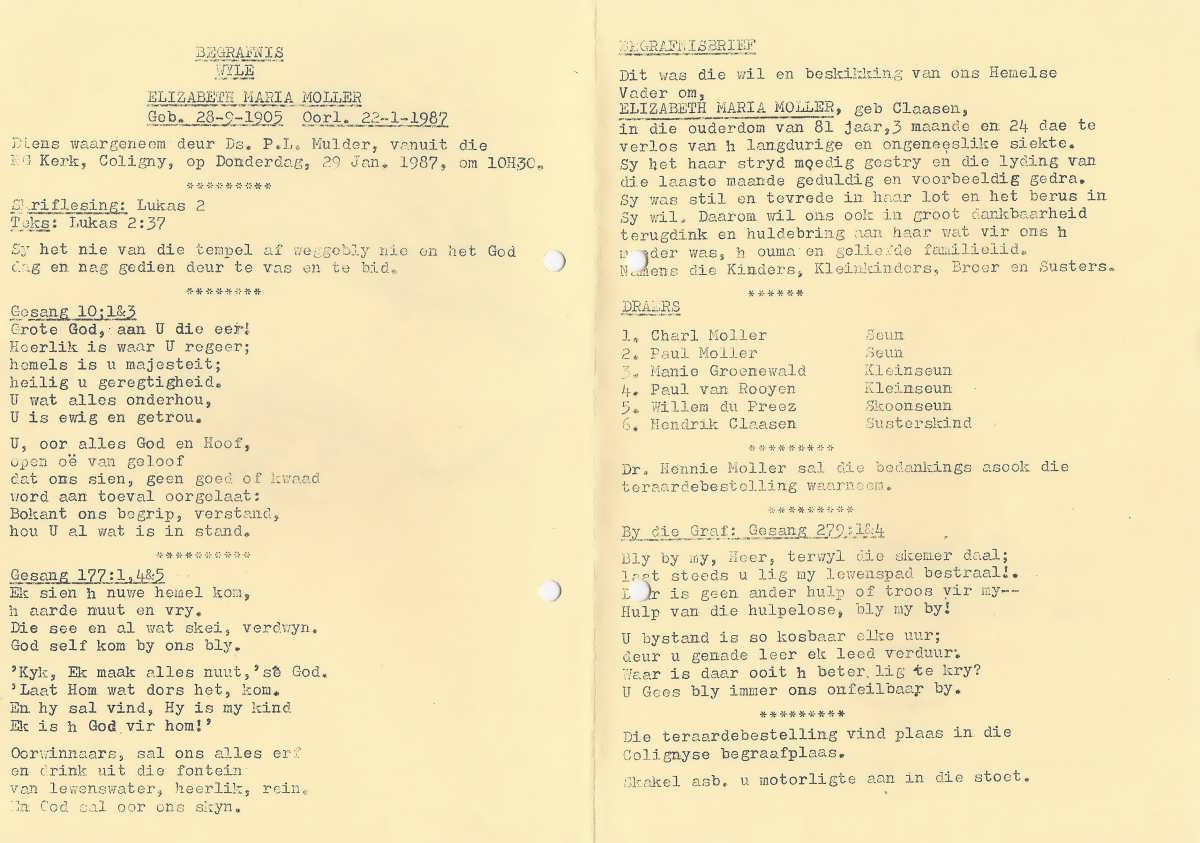 BEGRAFNIS
WYLE
ELIZABETH MARIA MOLLER
Geb. 28-9-1905 Oorl. 22-1-1987
Diens waargeneem deur Ds. P.L. Mulder, vanuit die
NG Kerk, Coligny, op Donderdag, 29 Jan. 1987, om 10H30.
*********
Skriflesing: Lukas 2
Teks: Lukas 2:37
Sy het nie van die tempel af weggebly nie en het God
dag en nag gedien deur te vas en te bid.
********
Gesang 10;1&3
Grote God, aan U die eer!
Heerlik is waar U regeer;
hemels is u majesteit;
heilig u geregtigheid.
U wat alles onderhou,
U is ewig en getrou.
U, oor alles God en Hoof,
open oë van geloof
dat ons sien, geen goed of kwaad
word aan toeval oorgelaat:
Bokant ons begrip, verstand,
hou U al wat is in stand.
**********
Gesang 177:1,4&5
Ek sien h nuwe hemel kom,
h aarde nuut en vry.
Die see en al wat skei, verdwyn.
God self kom by ons bly.
'Kyk, Ek maak alles nuut,'sê God.
'Laat Hom wat dors het, kom.
En hy sal vind, Hy is my kind
Ek is h God vir hom!'
Oorwinnaars, sal ons alles erf
en drink uit die fontein
van lewenswater, heerlik, rein.
En God sal oor ons skyn.
BEGRAFNISBRIEF
Dit was die wil en beskikking van ons Hemelse
Vader om,
ELIZABETH MARIA MOLLER, geb Claasen,
in die ouderdom van 81 jaar,3 maande en 24 dae te
verlos van h langdurige en ongeneeslike siekte.
Sy het haar stryd moedig gestry en die lyding van
die laaste maande geduldig en voorbeeldig gedra.
Sy was stil en tevrede in haar lot en het berus in
Sy wil. Daarom wil ons ook in groot dankbaarheid
terugdink en huldebring aan haar wat vir ons h
moeder was, h ouma en geliefde familielid.
Namens die Kinders, Kleinkinders, Broer en Susters.
******
DRAERS
1. Charl Moller Seun
2. Paul Moller Seun
3. Manie Groenewald Kleinseun
4. Paul van Rooyen Kleinseun
5. Willem du Preez Skoonseun
6. Hendrik Claasen Susterskind
*********
Dr. Hennie Moller sal die bedankings asook die
teraardebestelling waarneem.
*********
By die Graf: Gesang 279:1&4
Bly by my, Heer, terwyl die skemer daal;
laat steeds u lig my lewenspad bestraal!.
Daar is geen ander hulp of troos vir my--
Hulp van die hulpelose, bly my by!
U bystand is so kosbaar elke uur;
deur u genade leer ek leed verduur.
Waar is daar ooit h beter lig te kry?
U Gees bly immer ons onfeilbaar by.
*********
Die teraardebestelling vind plaas in die
Colignyse begraafplaas.
Skakel asb. u motorligte aan in die stoet.